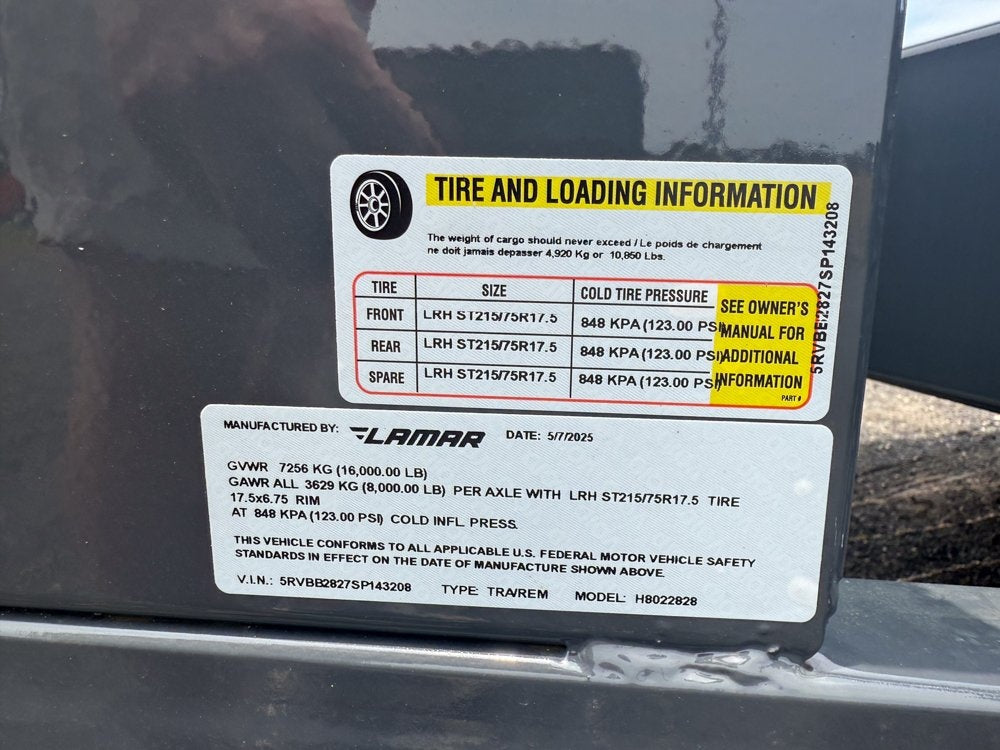 TIRE AND LOADING INFORMATION
The weight of cargo should never exceed / Le poids de chargement
ne doit jamais depasser 4,920 Kg or 10,850 Lbs.
TIRE SIZE COLD TIRE PRESSURE
FRONT LRH ST215/75R17.5 848 KPA (123.00 PSI)
REAR LRH ST215/75R17.5 848 KPA (123.00 PSI)
SPARE LRH ST215/75R17.5 848 KPA (123.00 PSI)
SEE OWNER'S
MANUAL FOR
ADDITIONAL
INFORMATION
PART #
5RVBB2827SP143208
MANUFACTURED BY: LAMAR DATE: 5/7/2025
GVWR 7256 KG (16,000.00 LB)
GAWR ALL 3629 KG (8,000.00 LB) PER AXLE WITH LRH ST215/75R17.5 TIRE
17.5x6.75 RIM
AT 848 KPA (123.00 PSI) COLD INFL. PRESS.
THIS VEHICLE CONFORMS TO ALL APPLICABLE U.S. FEDERAL MOTOR VEHICLE SAFETY
STANDARDS IN EFFECT ON THE DATE OF MANUFACTURE SHOWN ABOVE.
V.I.N.: 5RVBB2827SP143208 TYPE: TRA/REM MODEL: H8022828